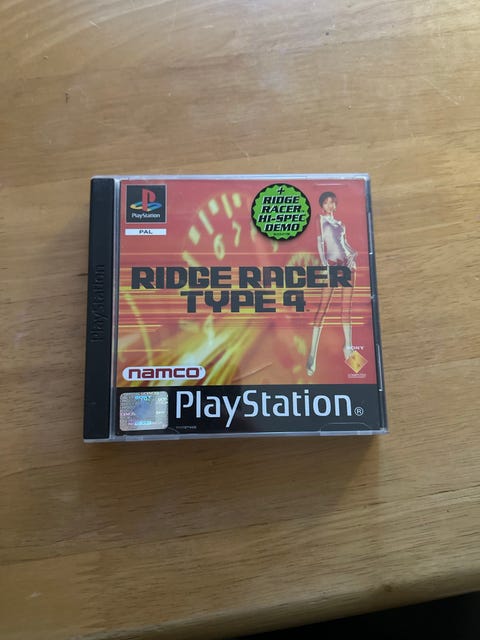 PlayStation
PlayStation
PAL
+
RIDGE
RACER
HI-SPEC
DEMO
RIDGE RACER
TYPE 4
SONY
namco
PlayStation®